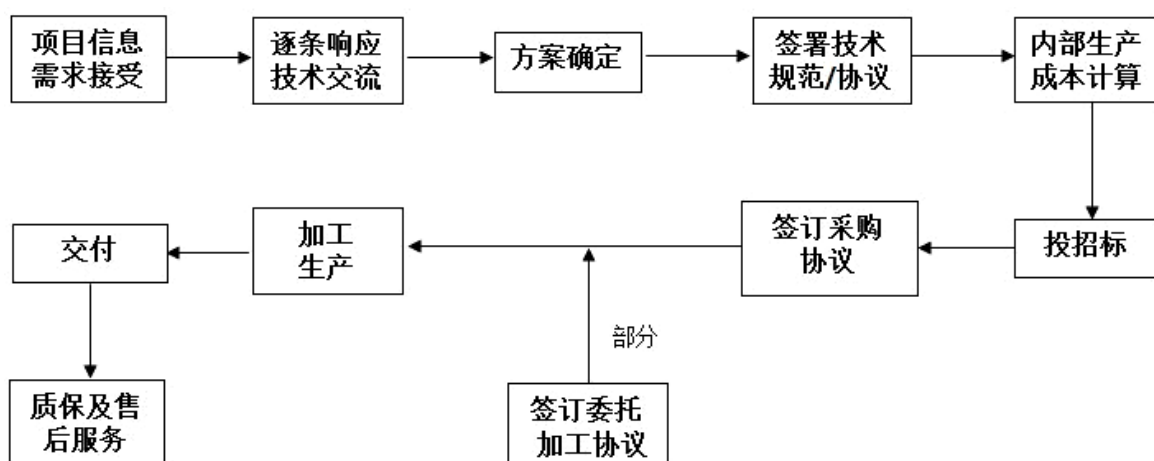 项目信息
需求接受
逐条响应
技术交流
方案确定
签署技术
规范/协议
内部生产
成本计算
交付
加工
生产
签订采购
协议
投招标
部分
质保及售
后服务
签订委托
加工协议